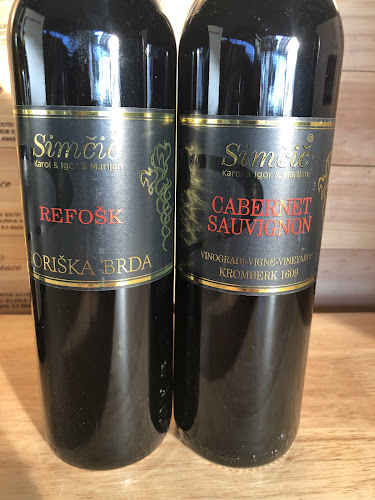 Simčič
Karol & Igor & Marijan
REFOŠK
ORIŠKA BRDA
Simčič®
Karol & Igor & Marijan
CABERNET
SAUVIGNON
VINOGRADI-VIGNE-VINEYARDS
KROMBERK 1609